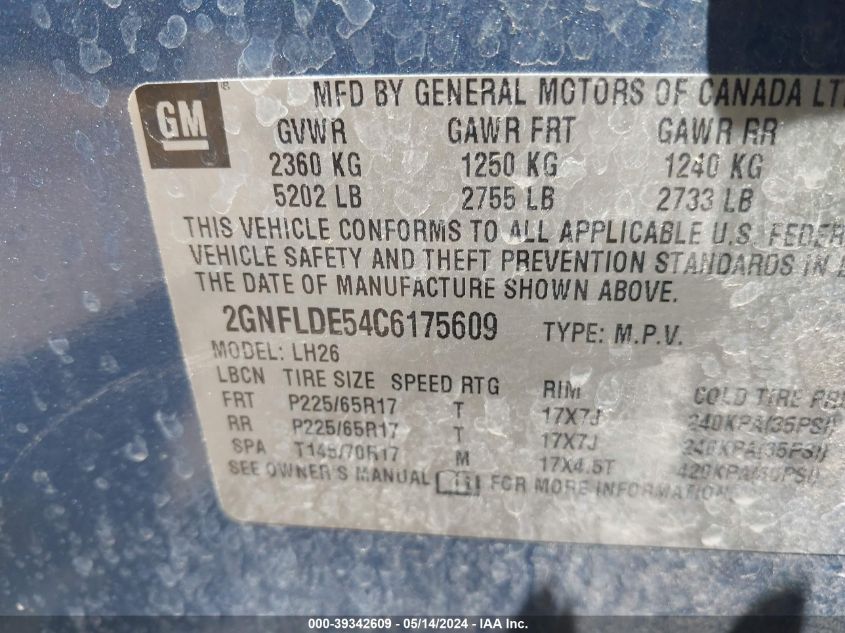 GM ®
MFD BY GENERAL MOTORS OF CANADA LT
GVWR GAWR FRT GAWR RR
2360 KG 1250 KG 1240 KG
5202 LB 2755 LB 2733 LB
THIS VEHICLE CONFORMS TO ALL APPLICABLE U.S. FEDER
VEHICLE SAFETY AND THEFT PREVENTION STANDARDS IN
THE DATE OF MANUFACTURE SHOWN ABOVE.
2GNFLDE54C6175609 TYPE: M.P.V.
MODEL: LH26
LBCN TIRE SIZE SPEED RTG RIM COLD TIRE PRE
FRT P225/65R17 T 17X7J 240KPA(35PSI)
RR P225/65R17 T 17X7J 240KPA(35PSI)
SPA T145/70R17 M 17X4.5T 420KPA(60PSI)
SEE OWNER'S MANUAL FOR MORE INFORMATION
000-39342609 - 05/14/2024 - IAA Inc.